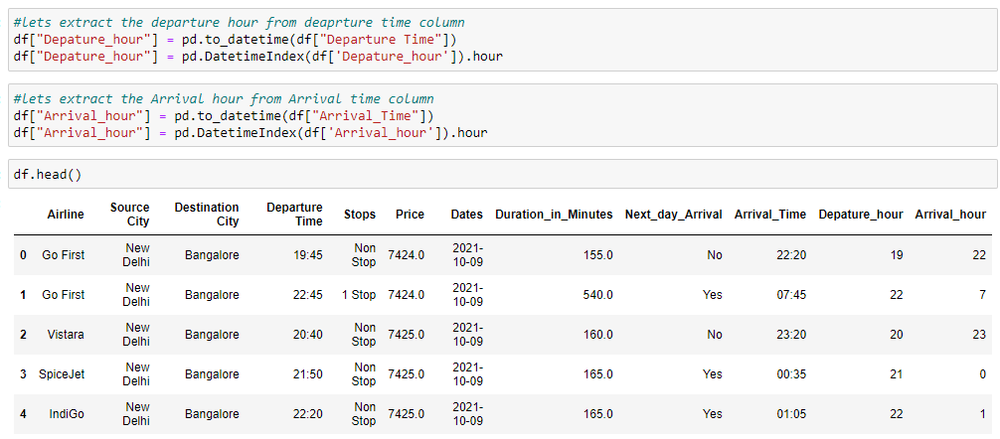 #lets extract the departure hour from deaprture time column
df["Depature_hour"] = pd.to_datetime(df["Departure Time"])
df["Depature_hour"] = pd.DatetimeIndex(df['Depature_hour']).hour
#lets extract the Arrival hour from Arrival time column
df["Arrival_hour"] = pd.to_datetime(df["Arrival_Time"])
df["Arrival_hour"] = pd.DatetimeIndex(df['Arrival_hour']).hour
df.head()
Airline Source City Destination City Departure Time Stops Price Dates Duration_in_Minutes Next_day_Arrival Arrival_Time Depature_hour Arrival_hour
0 Go First New Delhi Bangalore 19:45 Non Stop 7424.0 2021-10-09 155.0 No 22:20 19 22
1 Go First New Delhi Bangalore 22:45 1 Stop 7424.0 2021-10-09 540.0 Yes 07:45 22 7
2 Vistara New Delhi Bangalore 20:40 Non Stop 7425.0 2021-10-09 160.0 No 23:20 20 23
3 SpiceJet New Delhi Bangalore 21:50 Non Stop 7425.0 2021-10-09 165.0 Yes 00:35 21 0
4 IndiGo New Delhi Bangalore 22:20 Non Stop 7425.0 2021-10-09 165.0 Yes 01:05 22 1